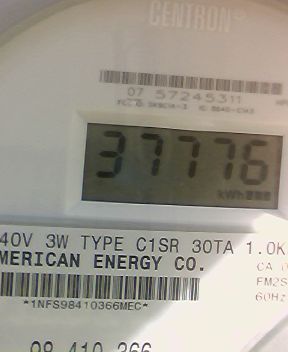 CENTRON®
07 57245311
37776
kWh
40V 3W TYPE C1SR 30TA 1.0K
MERICAN ENERGY CO.
CA
FM2S
60Hz
*1NFS98410366MEC*
98 410 366